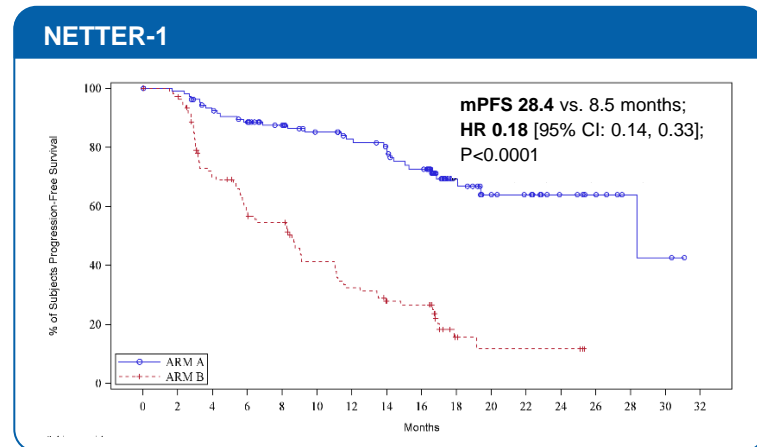 NETTER-1
mPFS 28.4 vs. 8.5 months;
HR 0.18 [95% CI: 0.14, 0.33];
P<0.0001
% of Subjects Progression-Free Survival
100
80
60
40
20
0
ARM A
ARM B
0 2 4 6 8 10 12 14 16 18 20 22 24 26 28 30 32
Months